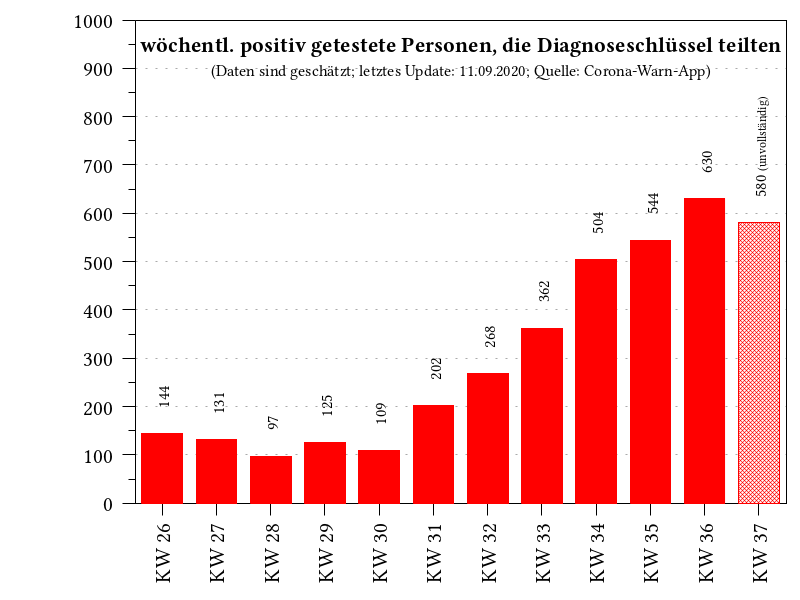 wöchentl. positiv getestete Personen, die Diagnoseschlüssel teilten
(Daten sind geschätzt; letztes Update: 11.09.2020; Quelle: Corona-Warn-App)
1000
900
800
700
600
500
400
300
200
100
0
144
131
97
125
109
202
268
362
504
544
630
580 (unvollständig)
KW 26
KW 27
KW 28
KW 29
KW 30
KW 31
KW 32
KW 33
KW 34
KW 35
KW 36
KW 37